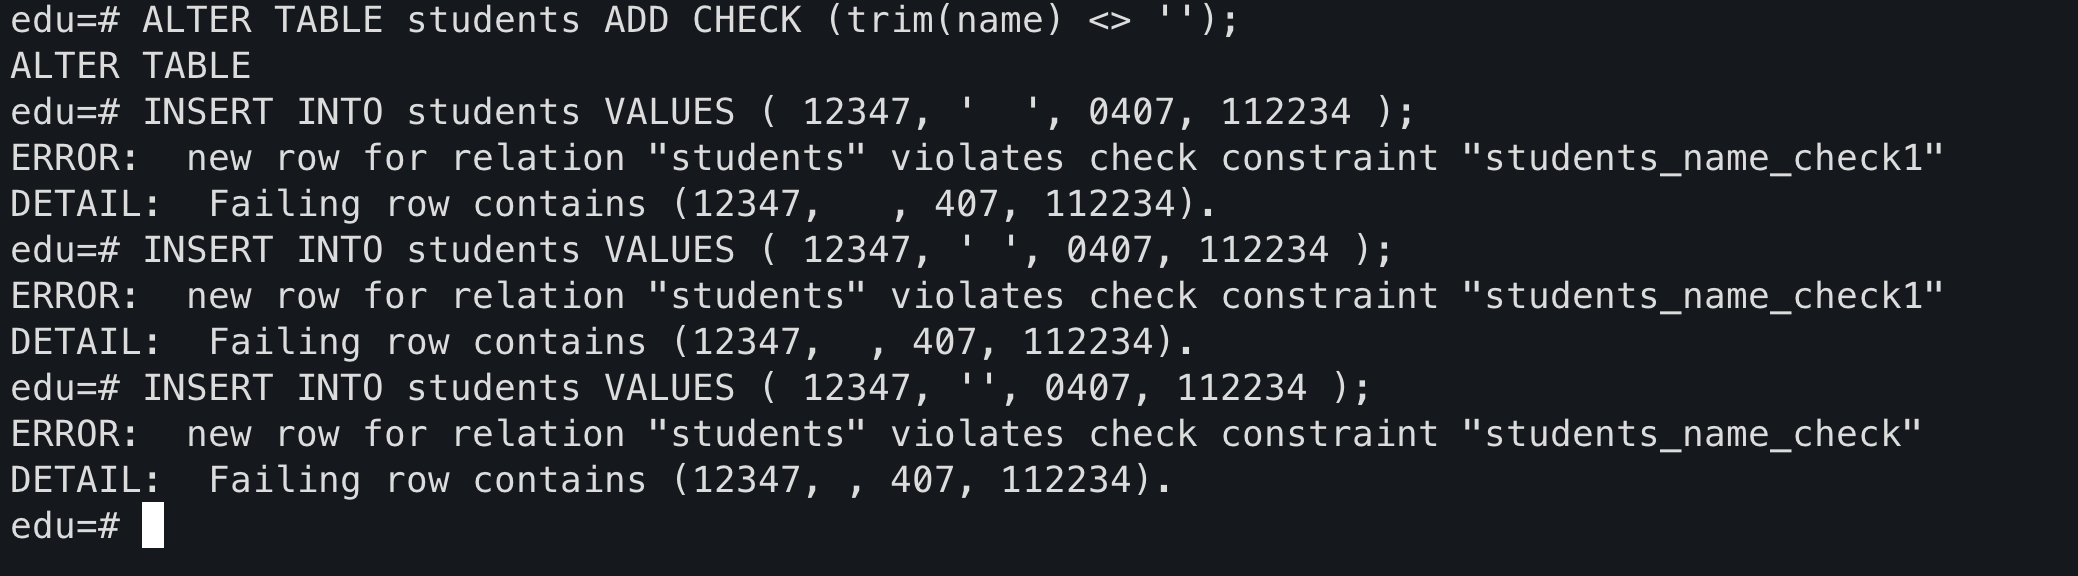 edu=# ALTER TABLE students ADD CHECK (trim(name) <> '');
ALTER TABLE
edu=# INSERT INTO students VALUES ( 12347, '  ', 0407, 112234 );
ERROR:  new row for relation "students" violates check constraint "students_name_check1"
DETAIL:  Failing row contains (12347,   , 407, 112234).
edu=# INSERT INTO students VALUES ( 12347, ' ', 0407, 112234 );
ERROR:  new row for relation "students" violates check constraint "students_name_check1"
DETAIL:  Failing row contains (12347,  , 407, 112234).
edu=# INSERT INTO students VALUES ( 12347, '', 0407, 112234 );
ERROR:  new row for relation "students" violates check constraint "students_name_check"
DETAIL:  Failing row contains (12347, , 407, 112234).
edu=#